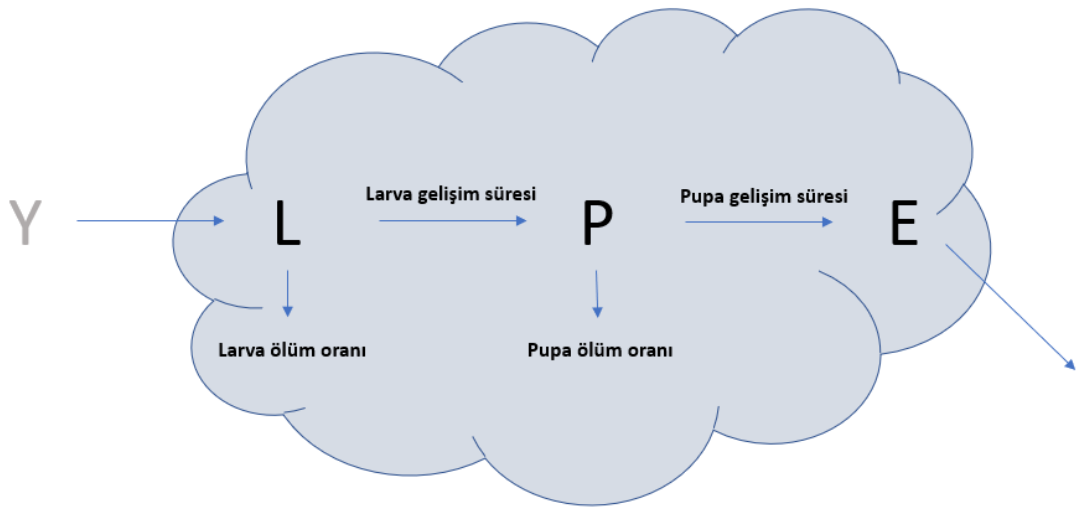 Larva gelişim süresi
Pupa gelişim süresi
Y
L
P
E
Larva ölüm oranı
Pupa ölüm oranı